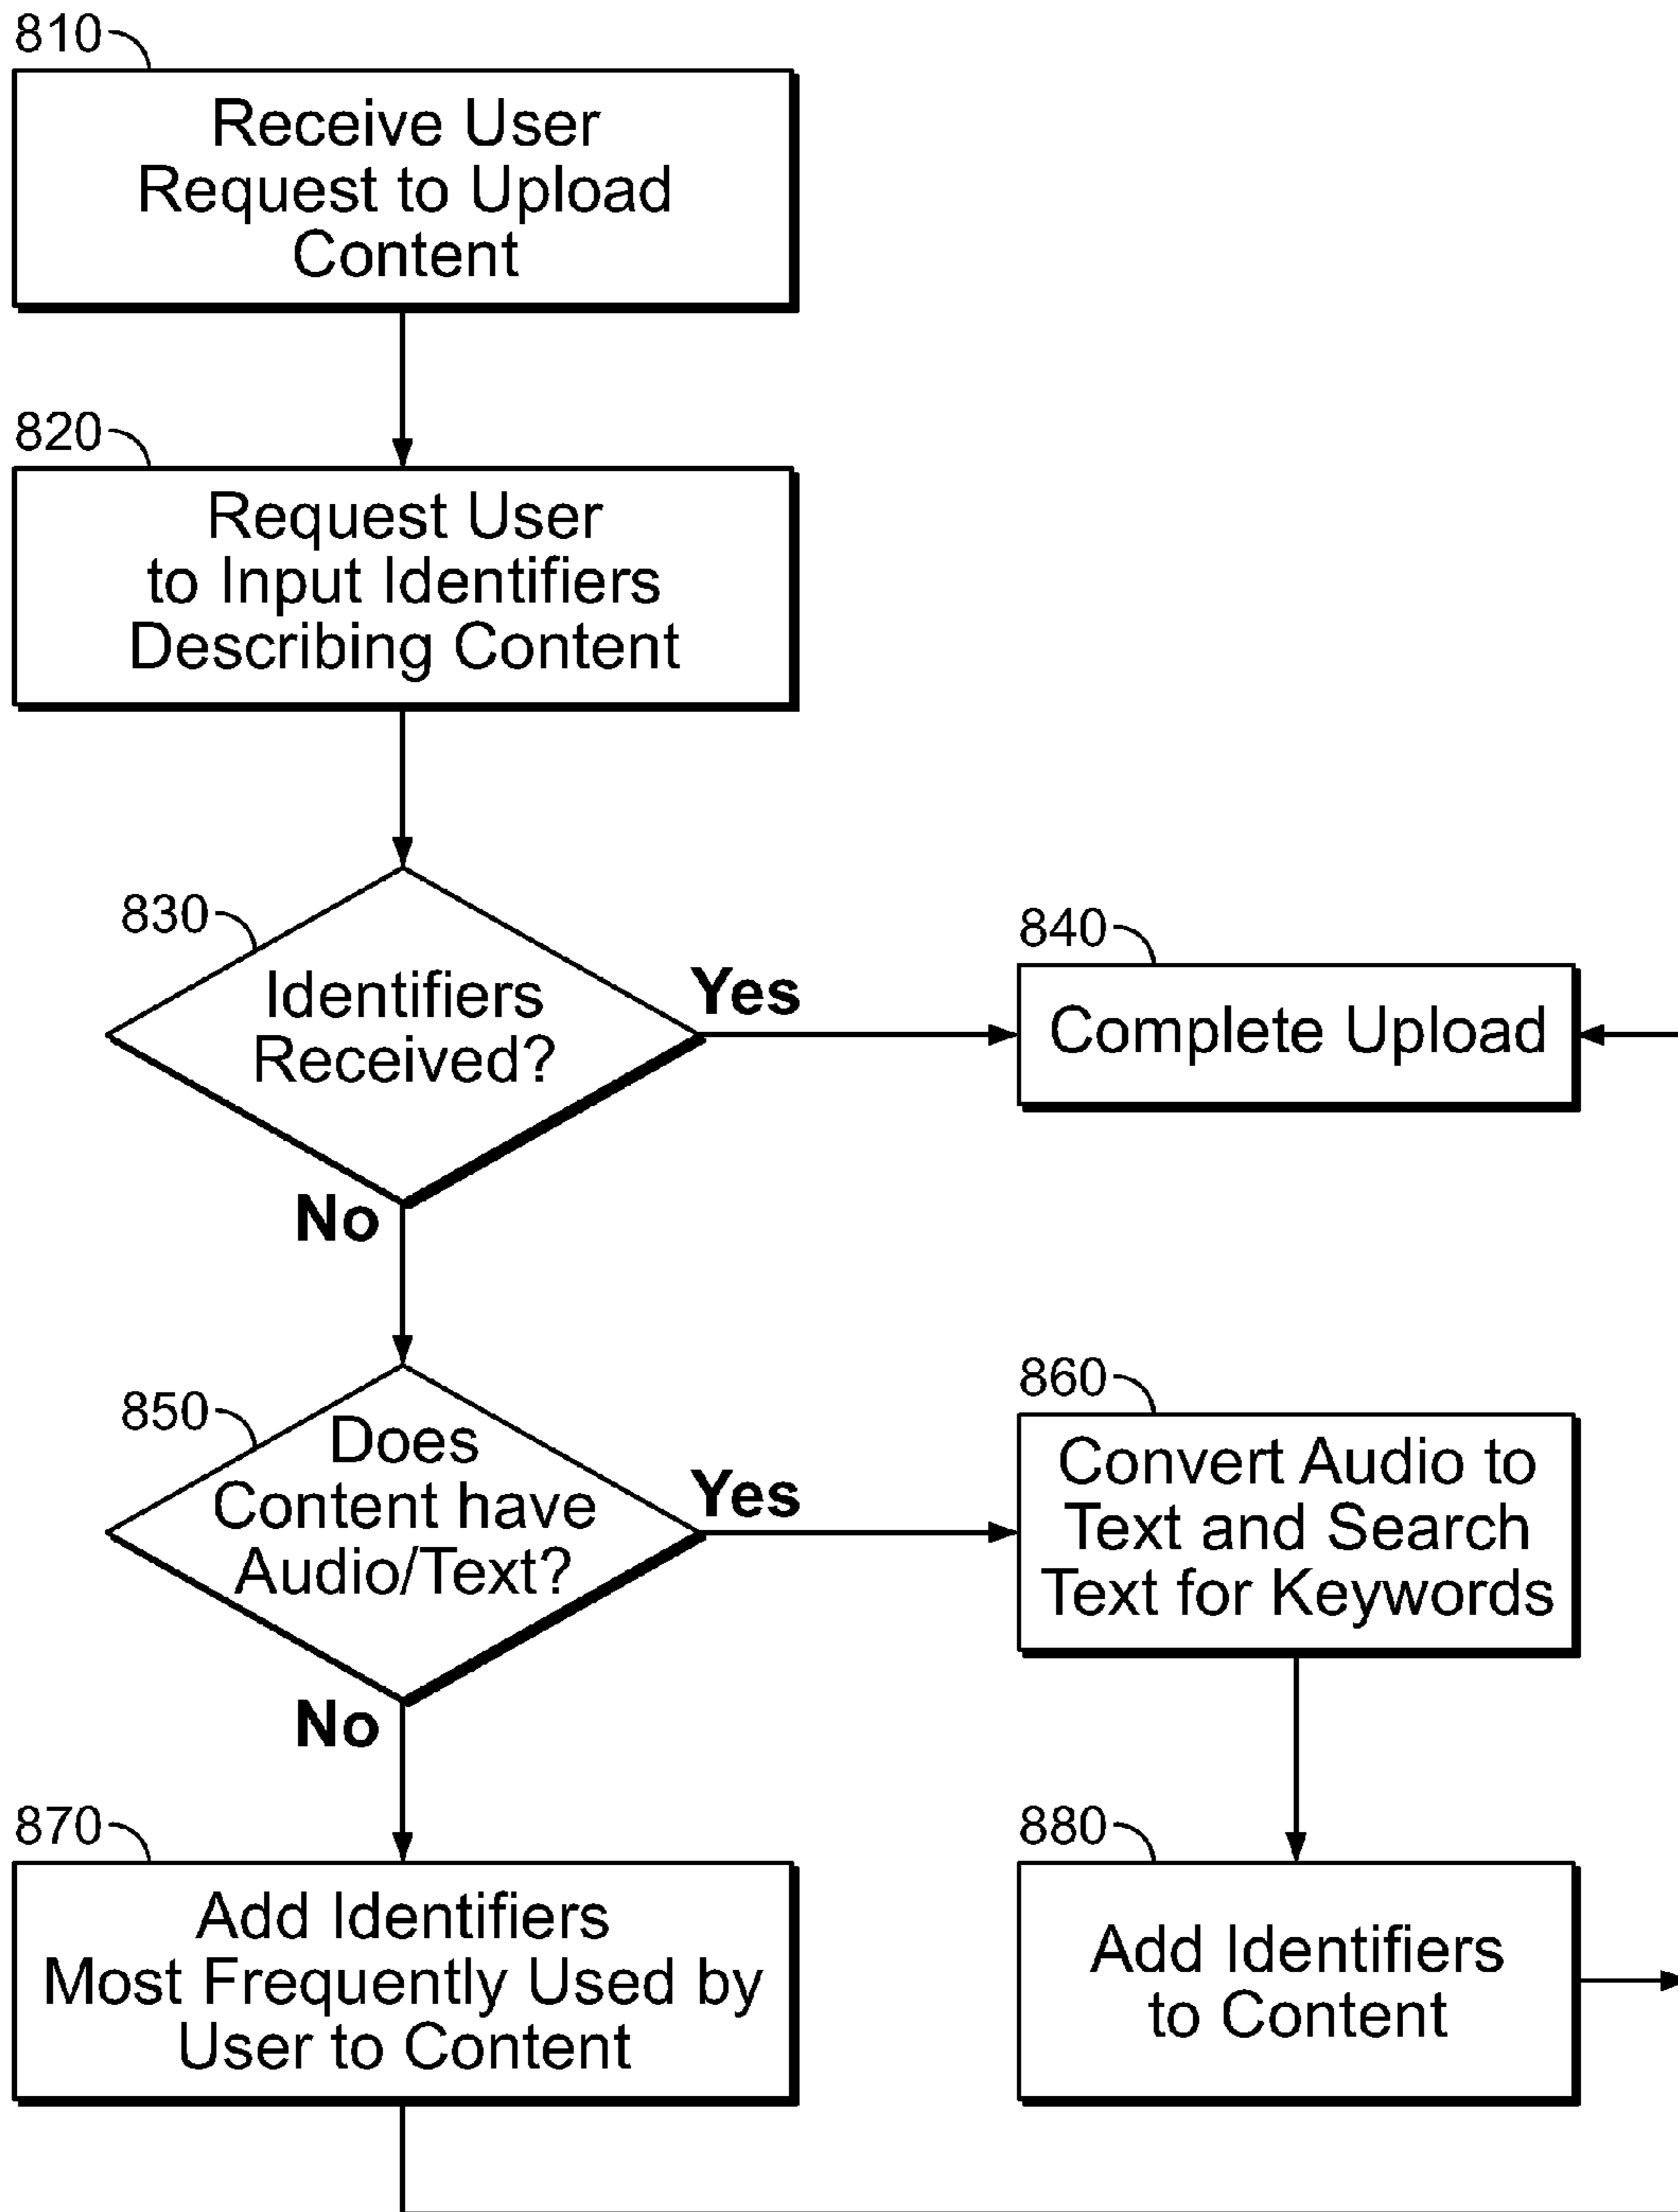 810
Receive User
Request to Upload
Content
820
Request User
to Input Identifiers
Describing Content
830
Identifiers
Received?
Yes
No
840
Complete Upload
850
Does
Content have
Audio/Text?
Yes
No
860
Convert Audio to
Text and Search
Text for Keywords
870
Add Identifiers
Most Frequently Used by
User to Content
880
Add Identifiers
to Content